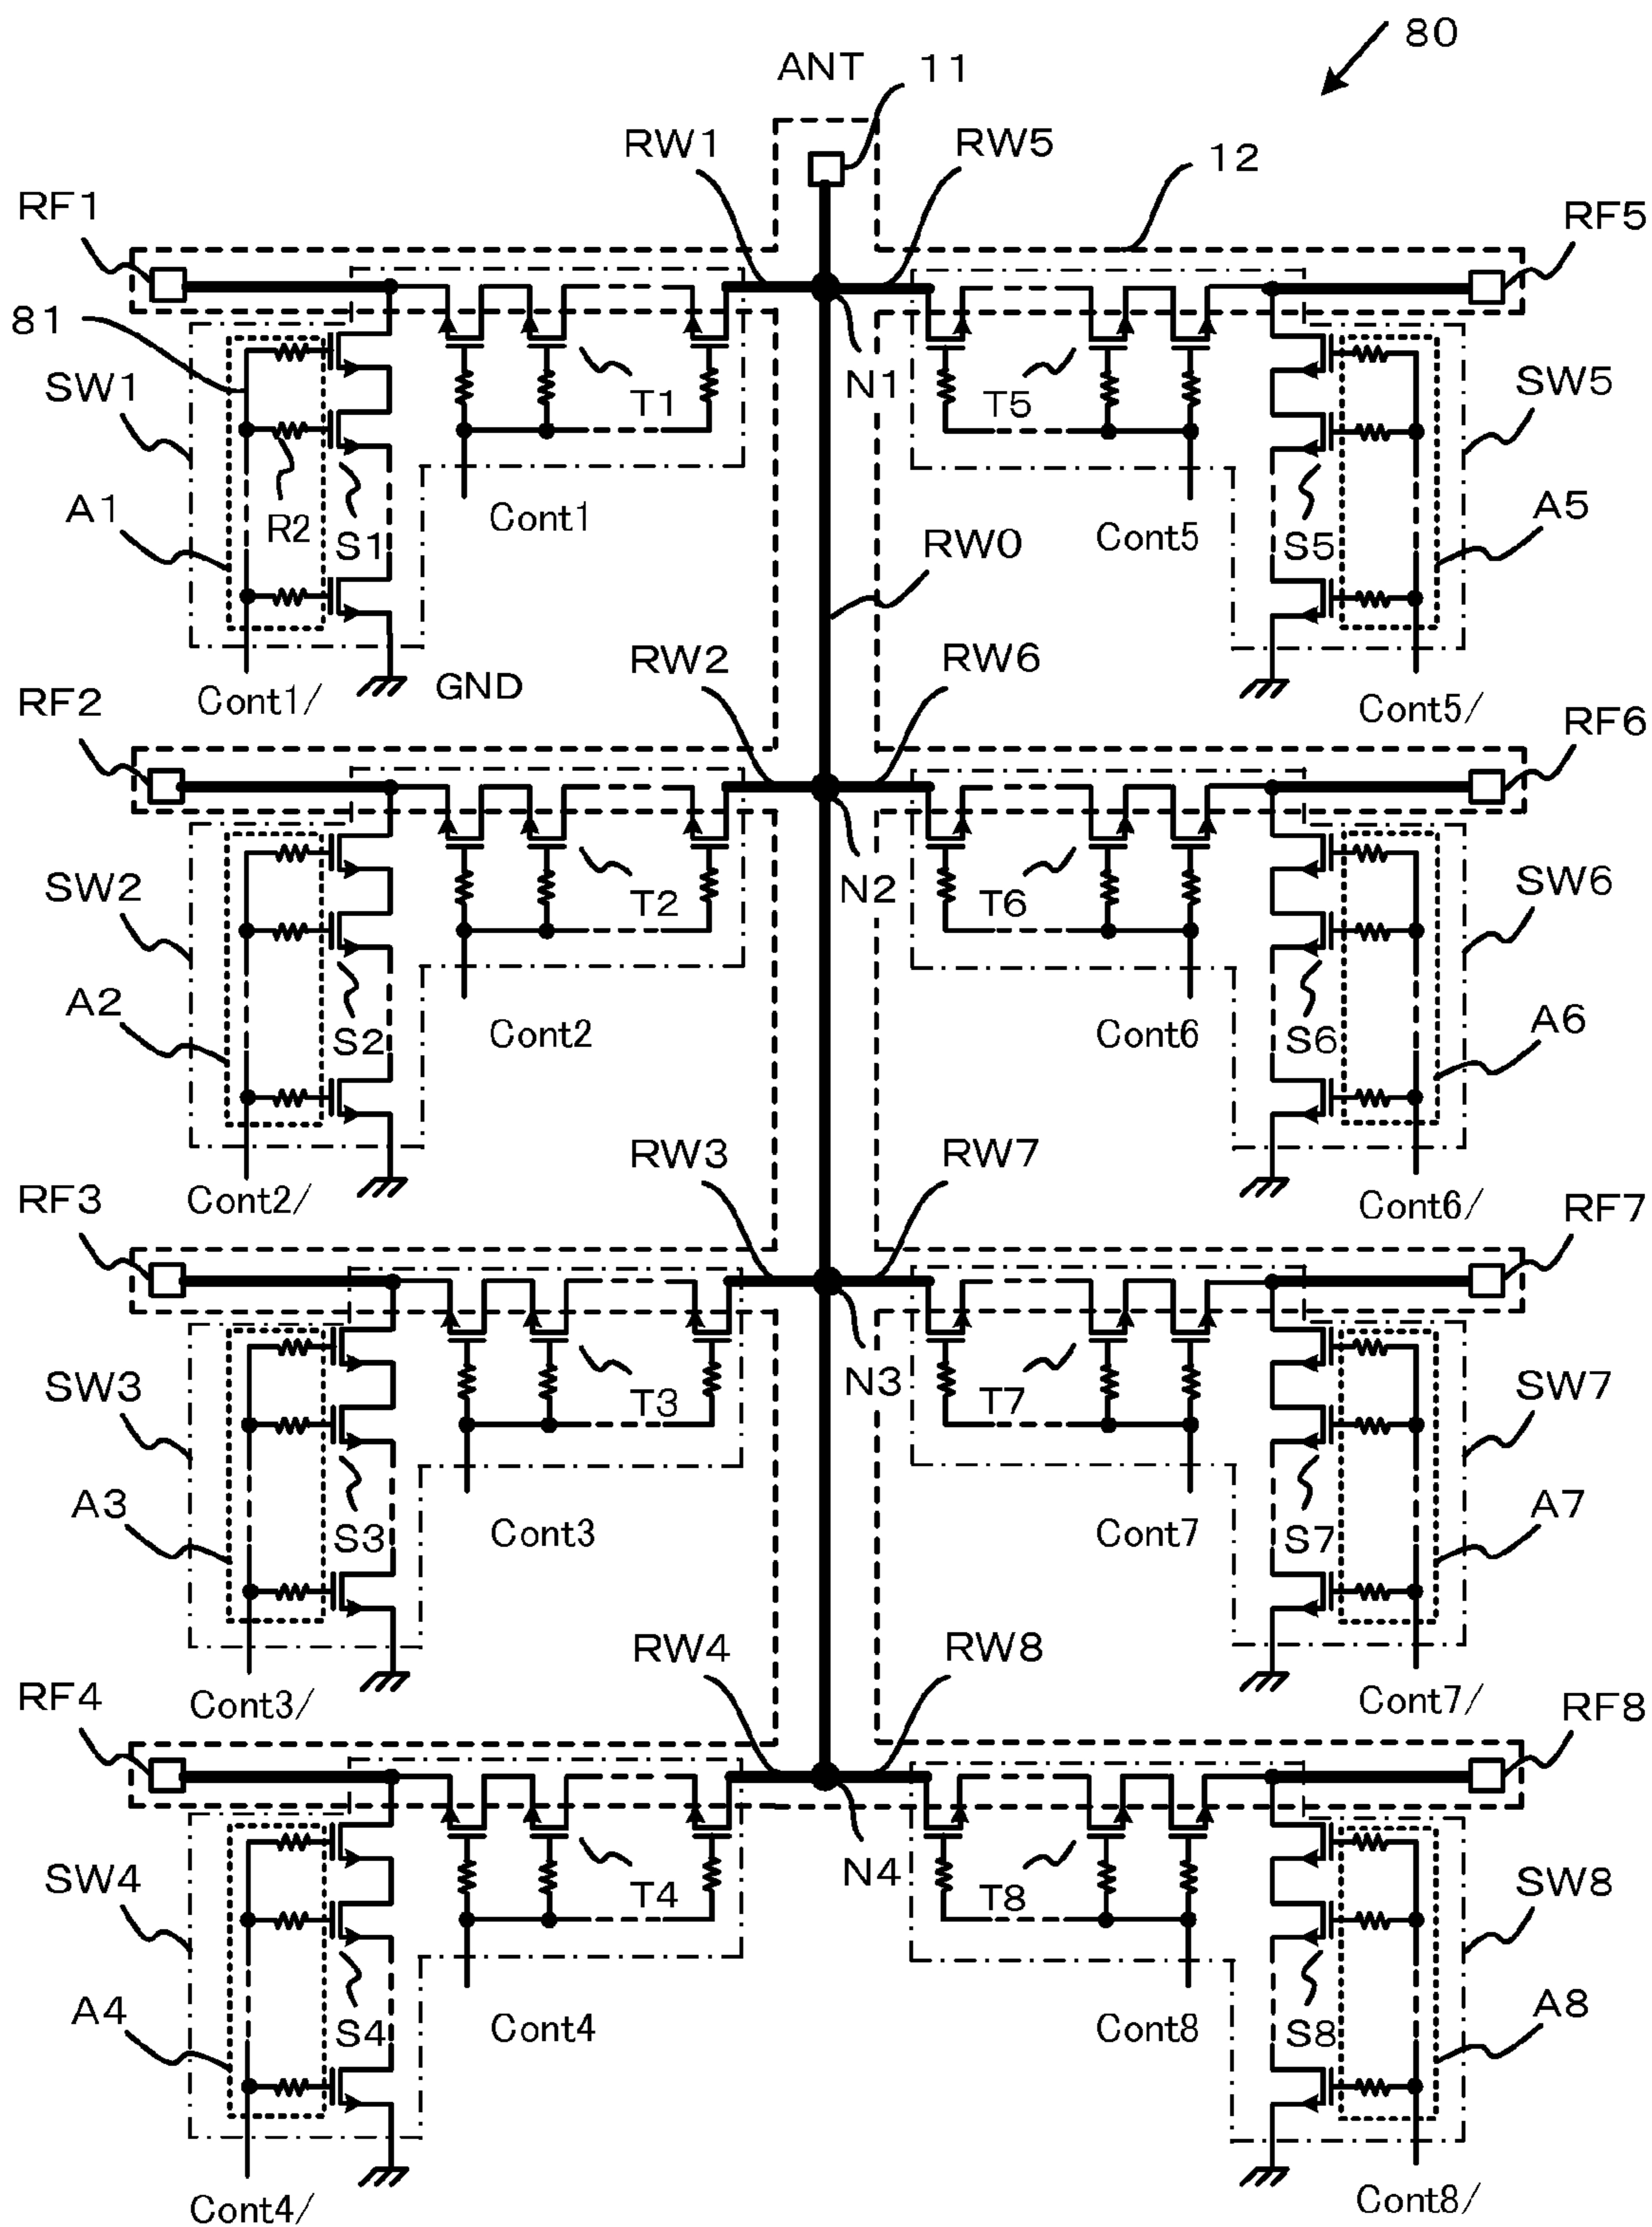 80
ANT 11
RW1 RW5 12
RF1 RF5
81
N1
SW1 T1 T5 SW5
A1 R2 S1 Cont1 Cont5 S5 A5
RW0
RW2 RW6
GND
RF2 Cont1/ Cont5/ RF6
N2
SW2 T2 T6 SW6
A2 S2 Cont2 Cont6 S6 A6
RW3 RW7
RF3 Cont2/ Cont6/ RF7
N3
SW3 T3 T7 SW7
A3 S3 Cont3 Cont7 S7 A7
RW4 RW8
RF4 Cont3/ Cont7/ RF8
N4
SW4 T4 T8 SW8
A4 S4 Cont4 Cont8 S8 A8
Cont4/ Cont8/